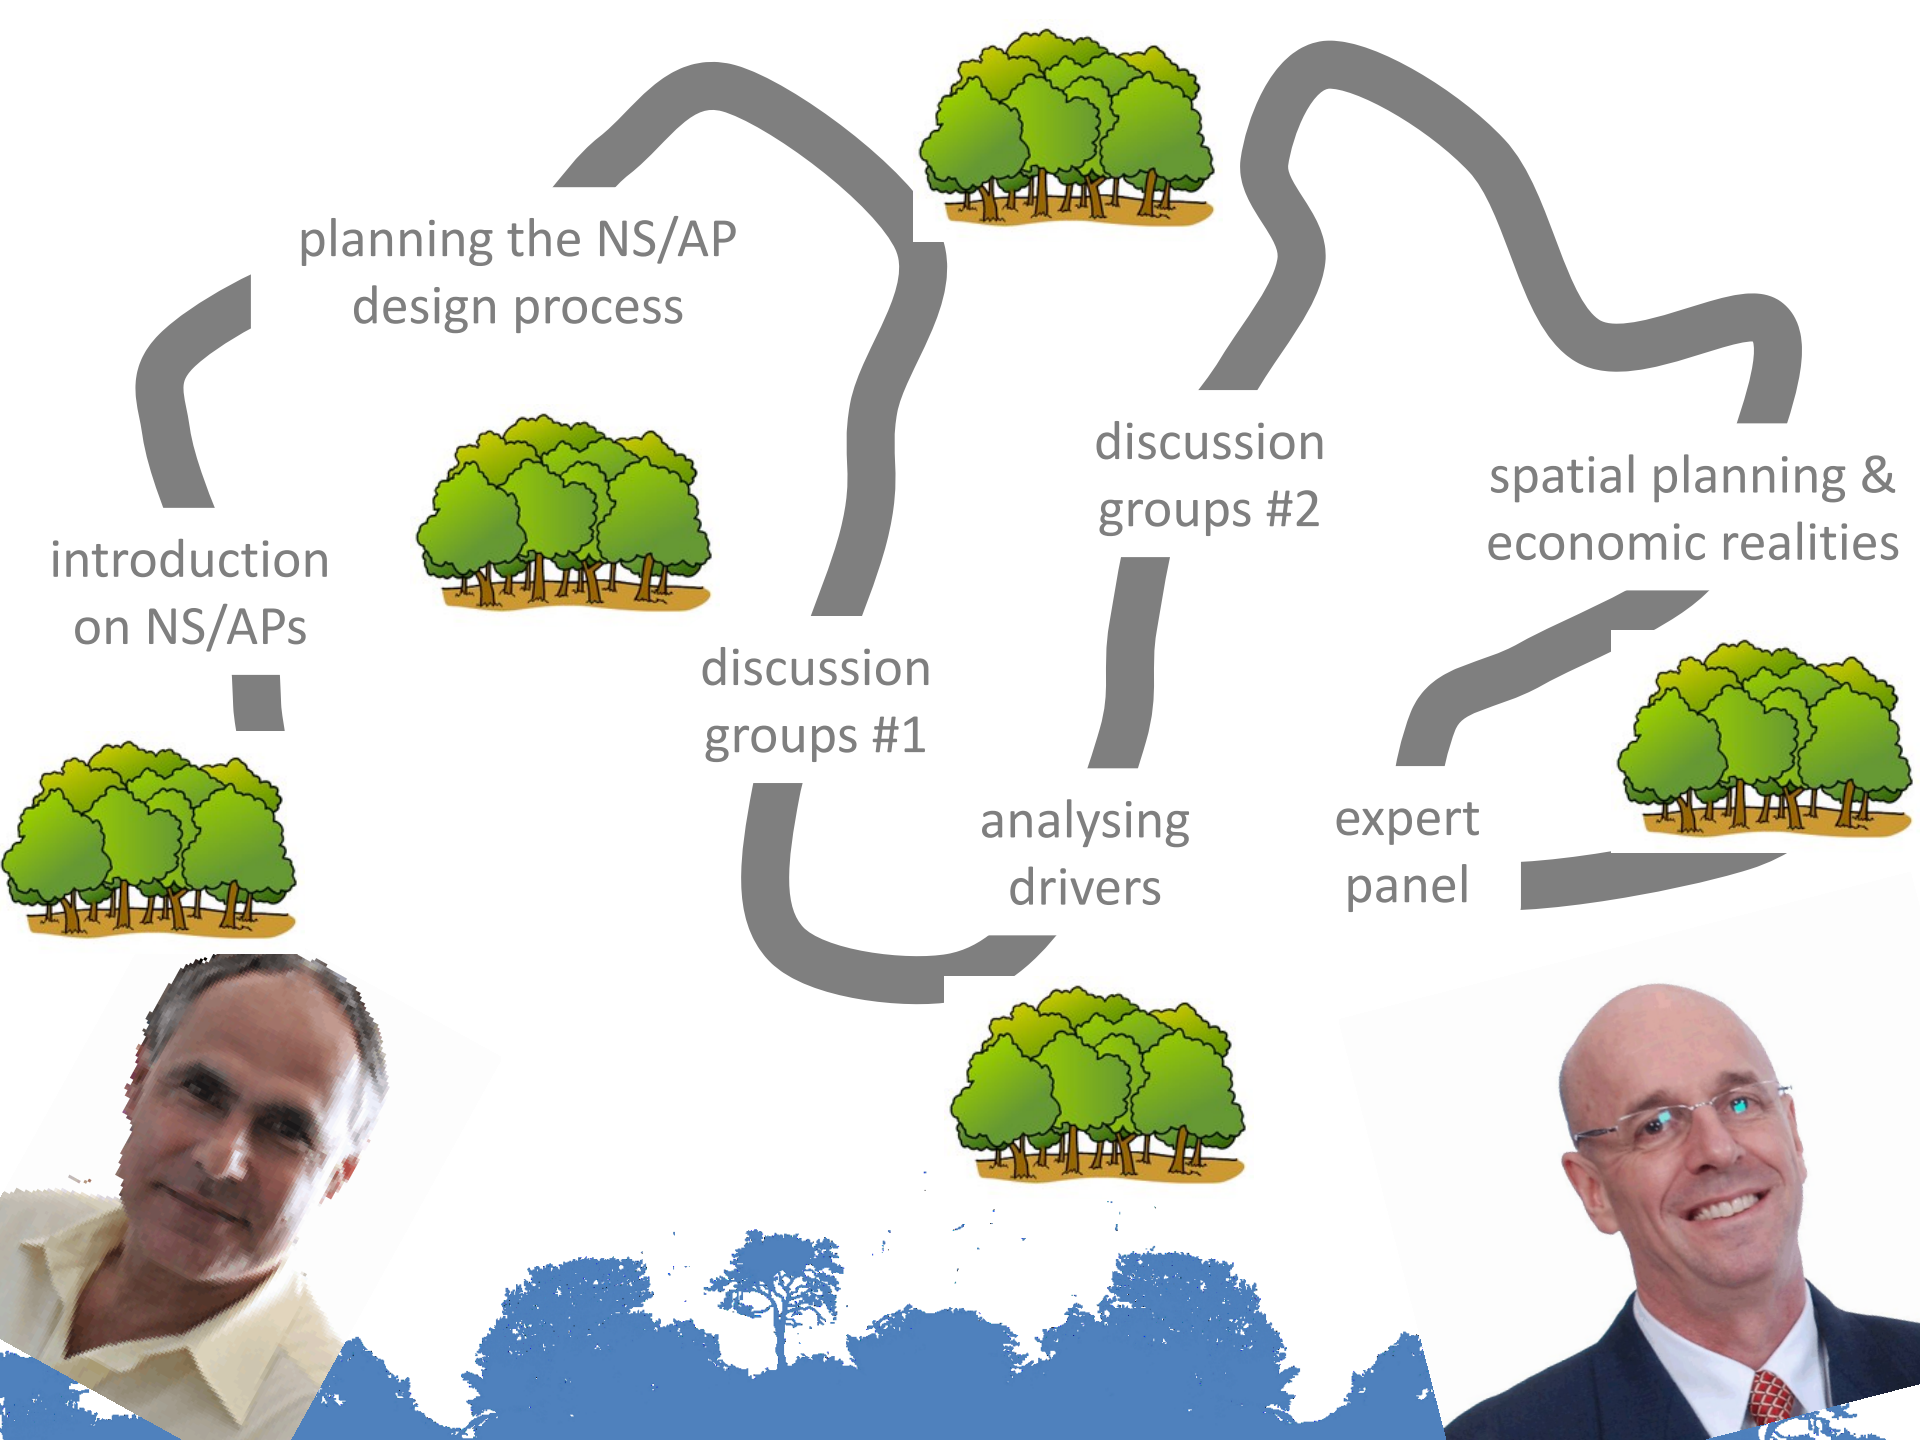 planning the NS/AP
design process
introduction
on NS/APs
discussion
groups #1
analysing
drivers
discussion
groups #2
spatial planning &
economic realities
expert
panel